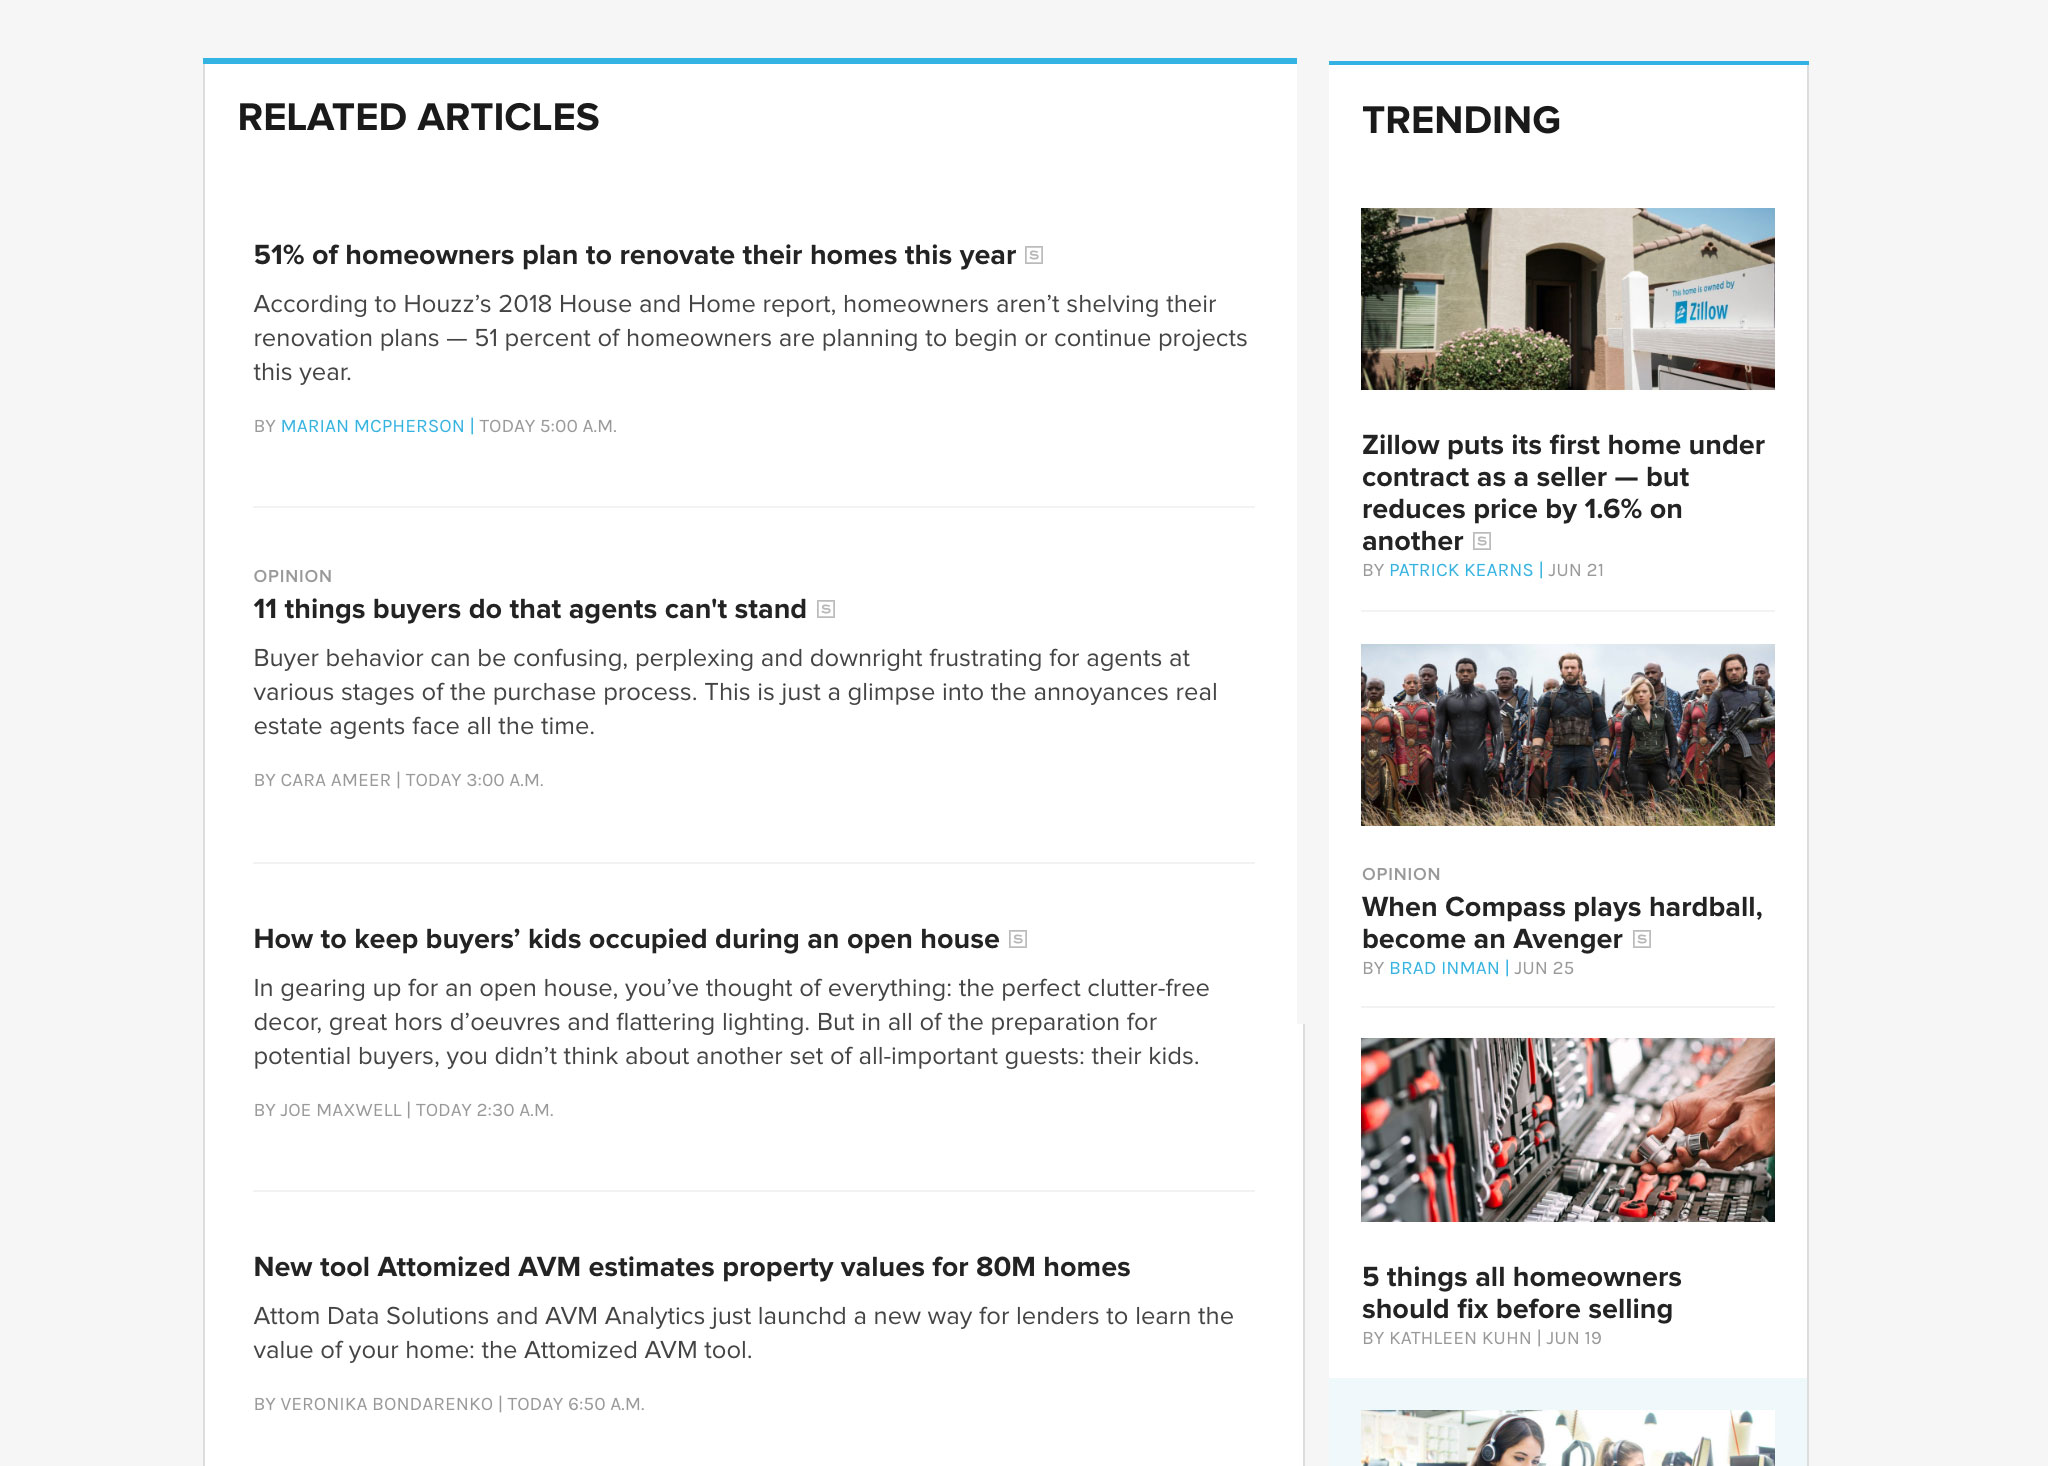 RELATED ARTICLES
51% of homeowners plan to renovate their homes this year S
According to Houzz’s 2018 House and Home report, homeowners aren’t shelving their
renovation plans — 51 percent of homeowners are planning to begin or continue projects
this year.
BY MARIAN MCPHERSON | TODAY 5:00 A.M.
OPINION
11 things buyers do that agents can't stand S
Buyer behavior can be confusing, perplexing and downright frustrating for agents at
various stages of the purchase process. This is just a glimpse into the annoyances real
estate agents face all the time.
BY CARA AMEER | TODAY 3:00 A.M.
How to keep buyers’ kids occupied during an open house S
In gearing up for an open house, you’ve thought of everything: the perfect clutter-free
decor, great hors d’oeuvres and flattering lighting. But in all of the preparation for
potential buyers, you didn’t think about another set of all-important guests: their kids.
BY JOE MAXWELL | TODAY 2:30 A.M.
New tool Attomized AVM estimates property values for 80M homes
Attom Data Solutions and AVM Analytics just launchd a new way for lenders to learn the
value of your home: the Attomized AVM tool.
BY VERONIKA BONDARENKO | TODAY 6:50 A.M.
TRENDING
This home is owned by
Zillow
Zillow puts its first home under
contract as a seller — but
reduces price by 1.6% on
another S
BY PATRICK KEARNS | JUN 21
OPINION
When Compass plays hardball,
become an Avenger S
BY BRAD INMAN | JUN 25
5 things all homeowners
should fix before selling
BY KATHLEEN KUHN | JUN 19